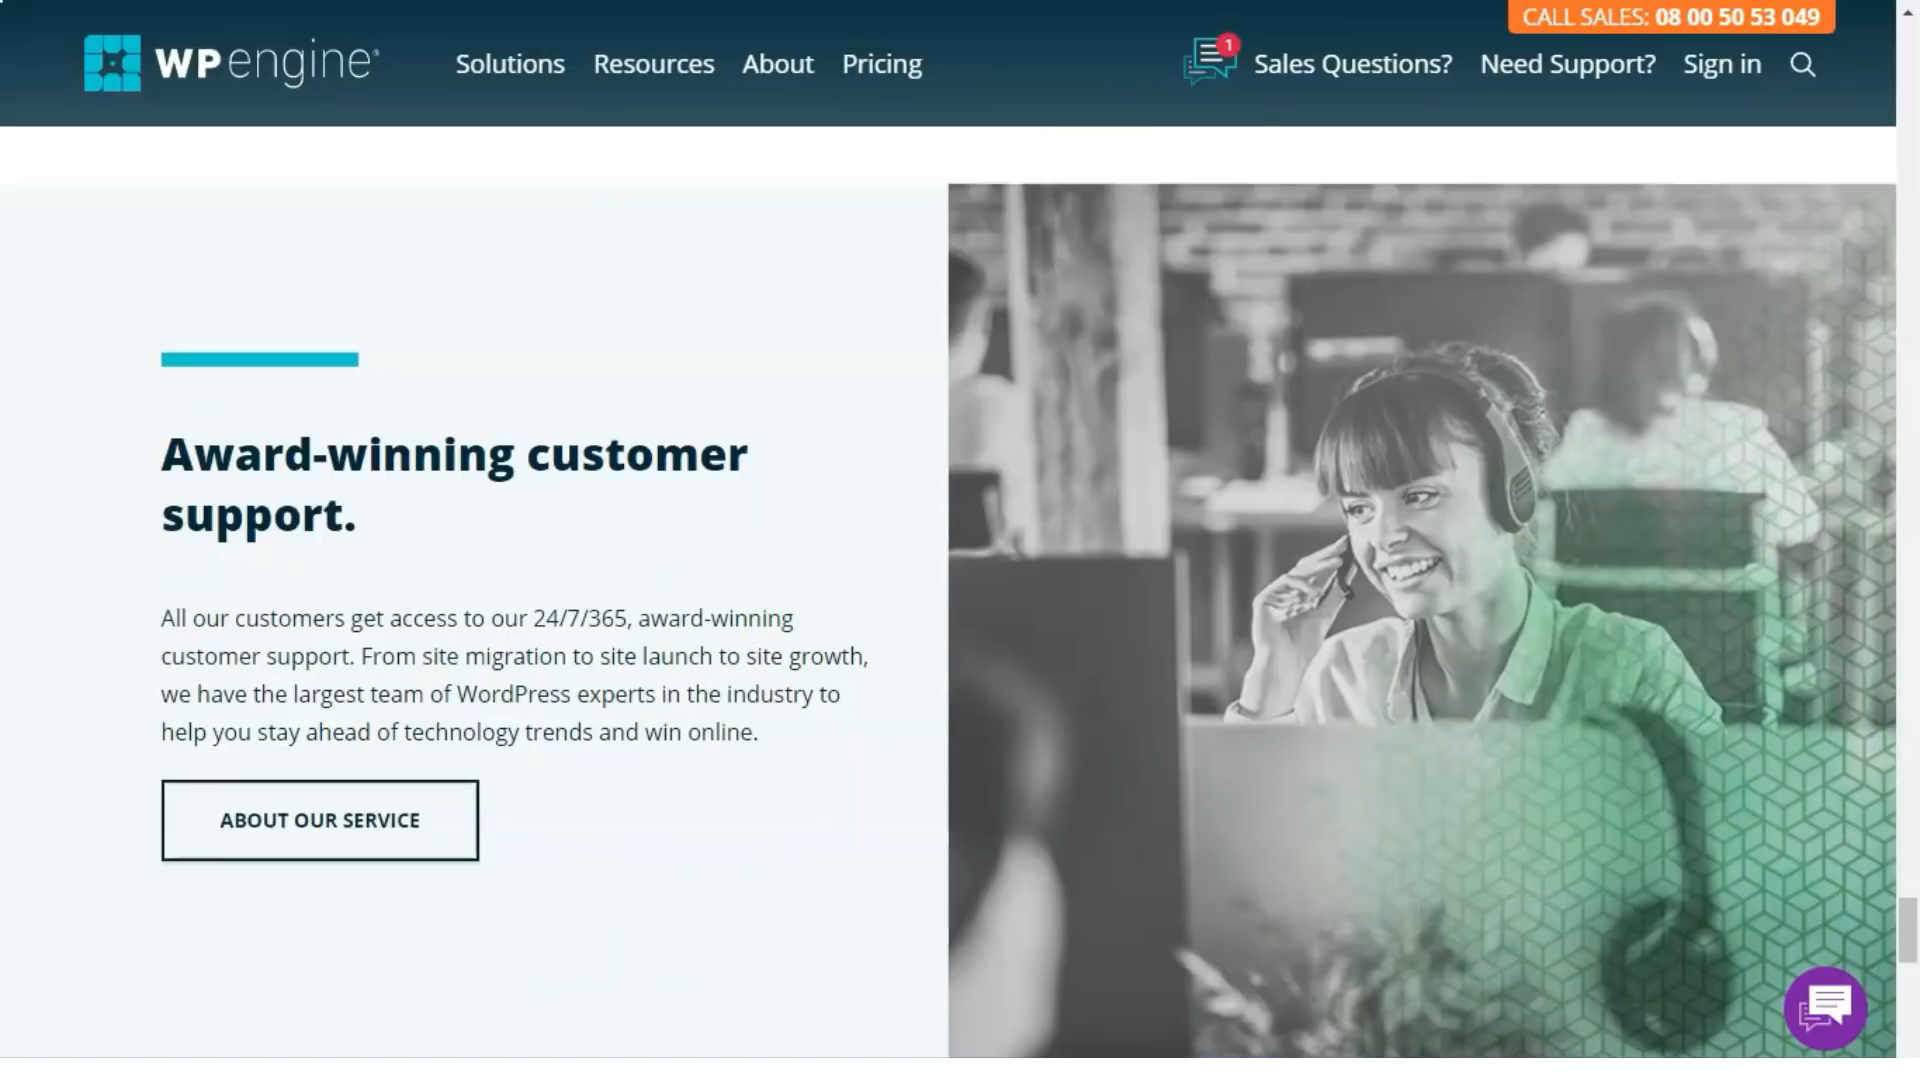 CALL SALES: 08 00 50 53 049
WP engine®
Solutions
Resources
About
Pricing
1
Sales Questions?
Need Support?
Sign in
Award-winning customer
support.
All our customers get access to our 24/7/365, award-winning
customer support. From site migration to site launch to site growth,
we have the largest team of WordPress experts in the industry to
help you stay ahead of technology trends and win online.
ABOUT OUR SERVICE